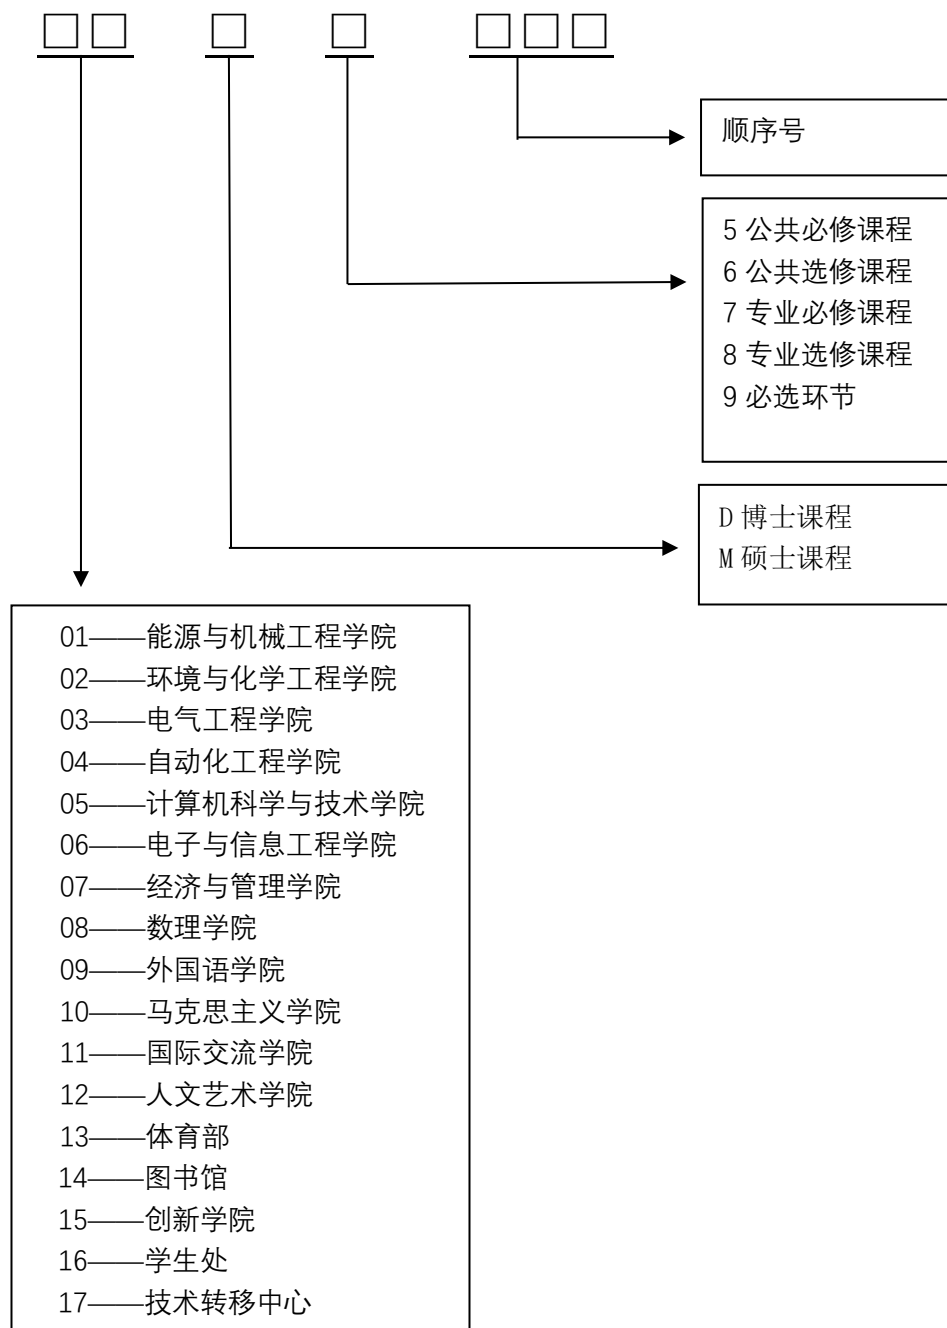 □□ □ □ □□□
顺序号
5 公共必修课程
6 公共选修课程
7 专业必修课程
8 专业选修课程
9 必选环节
D 博士课程
M 硕士课程
01——能源与机械工程学院
02——环境与化学工程学院
03——电气工程学院
04——自动化工程学院
05——计算机科学与技术学院
06——电子与信息工程学院
07——经济与管理学院
08——数理学院
09——外国语学院
10——马克思主义学院
11——国际交流学院
12——人文艺术学院
13——体育部
14——图书馆
15——创新学院
16——学生处
17——技术转移中心